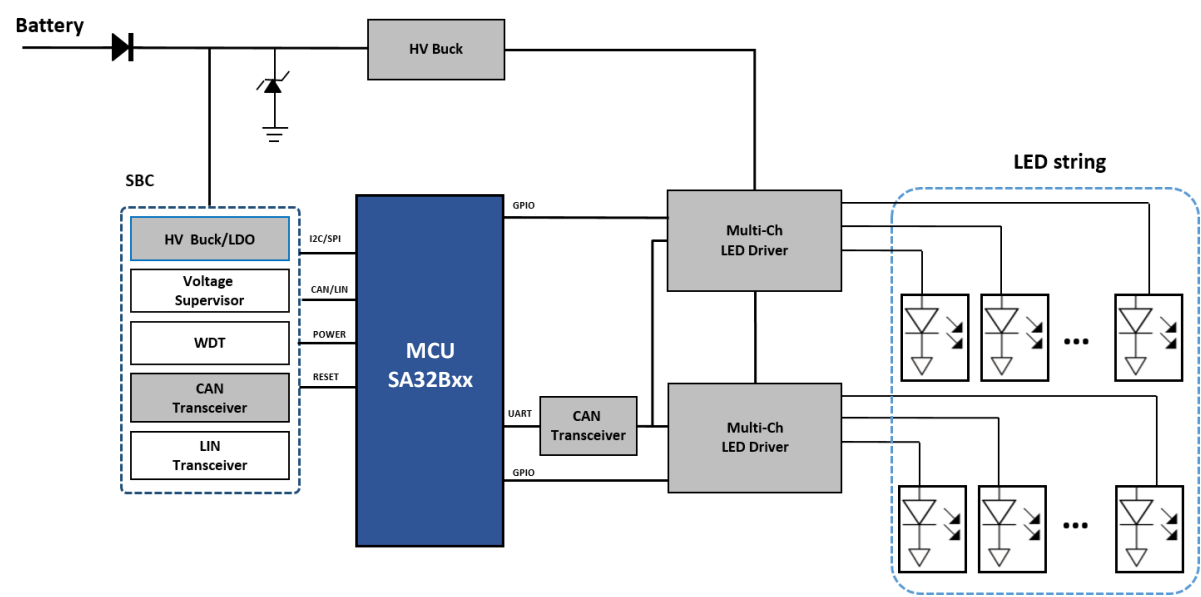 Battery
HV Buck
LED string
SBC
HV Buck/LDO
Voltage
Supervisor
WDT
CAN
Transceiver
LIN
Transceiver
I2C/SPI
CAN/LIN
POWER
RESET
MCU
SA32Bxx
GPIO
UART
GPIO
CAN
Transceiver
Multi-Ch
LED Driver
Multi-Ch
LED Driver
...
...